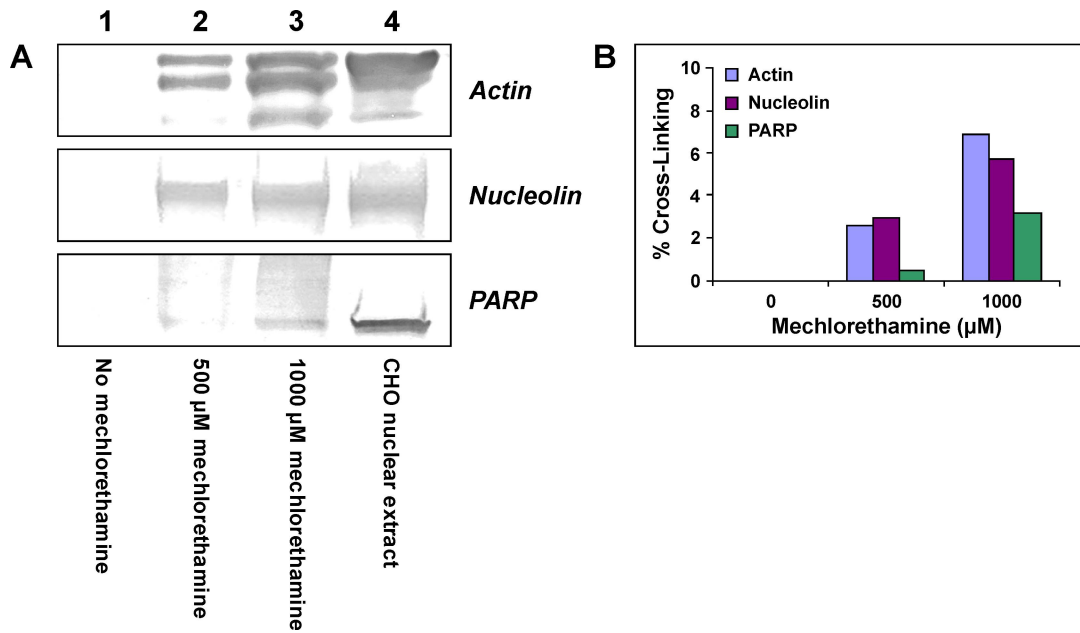 1 2 3 4
A
Actin
Nucleolin
PARP
No mechlorethamine
500 µM mechlorethamine
1000 µM mechlorethamine
CHO nuclear extract
B
% Cross-Linking
10
8
6
4
2
0
Actin
Nucleolin
PARP
0 500 1000
Mechlorethamine (µM)